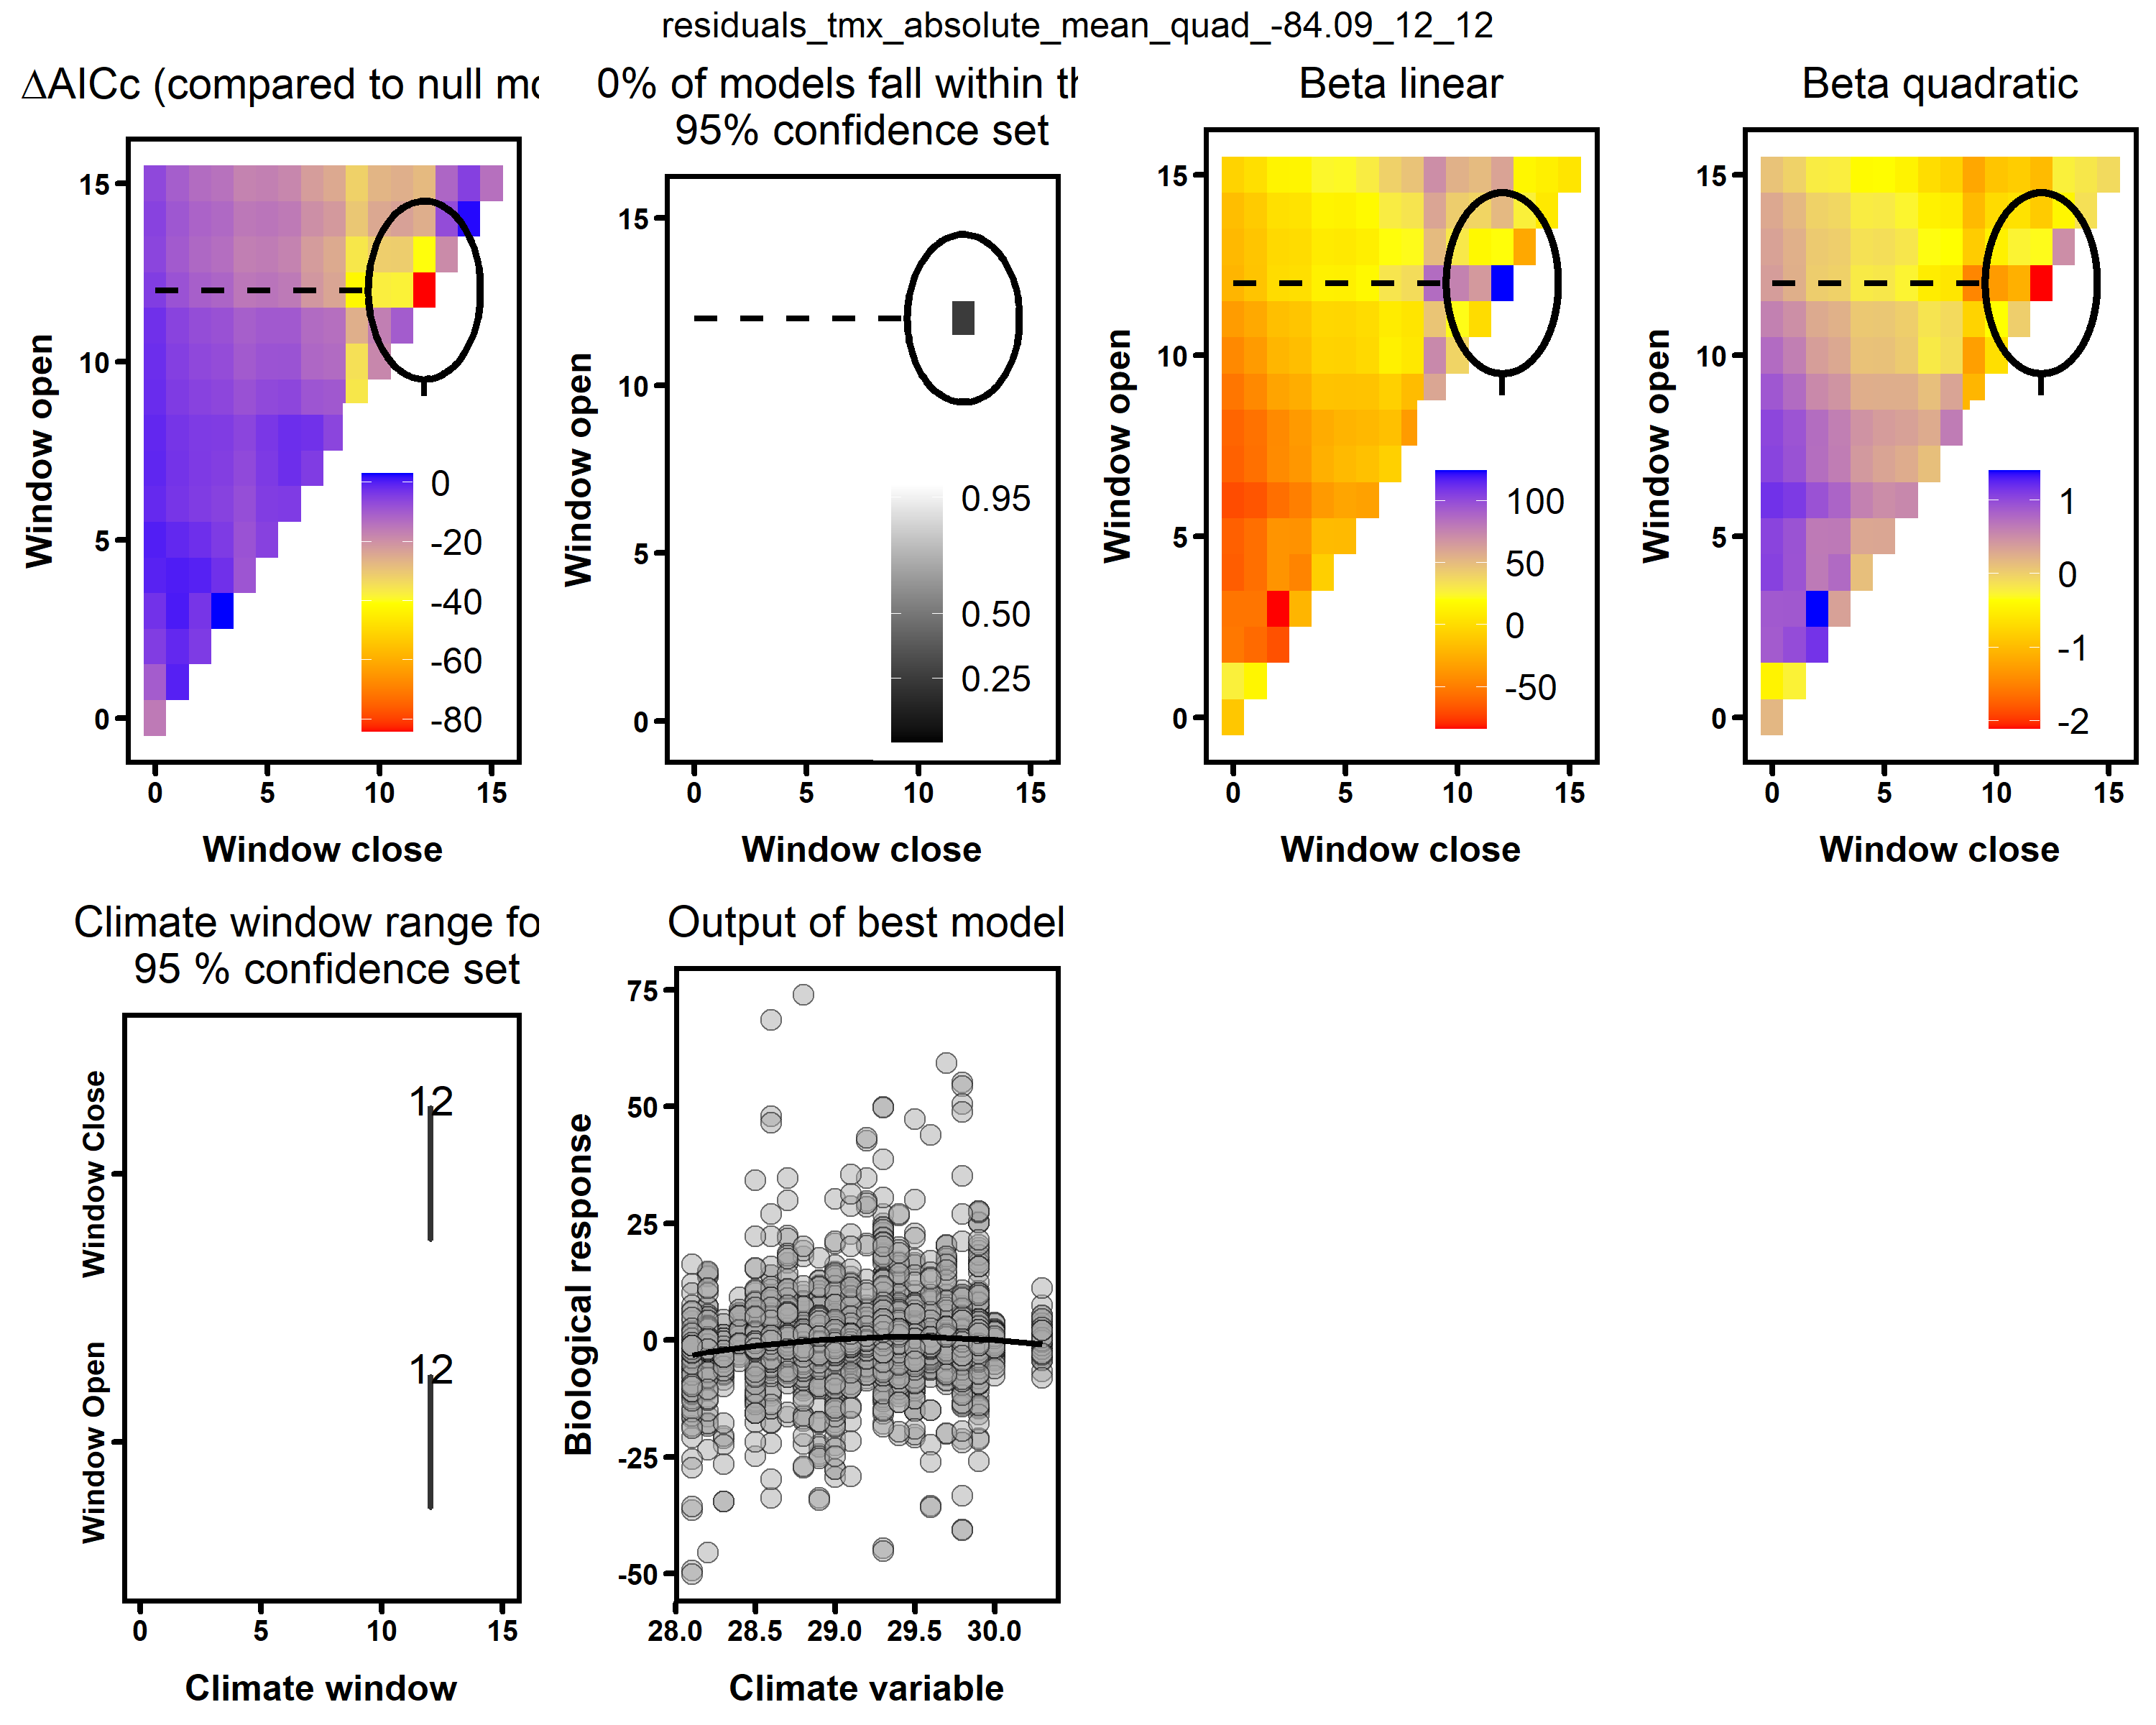 residuals_tmx_absolute_mean_quad_-84.09_12_12
ΔAICc (compared to null mo
15
10
5
0
0
-20
-40
-60
-80
0 5 10 15
Window open
Window close
0% of models fall within th
95% confidence set
15
10
5
0
0.95
0.50
0.25
0 5 10 15
Window open
Window close
Beta linear
15
10
5
0
100
50
0
-50
0 5 10 15
Window open
Window close
Beta quadratic
15
10
5
0
1
0
-1
-2
0 5 10 15
Window open
Window close
Climate window range fo
95 % confidence set
Window Close
12
Window Open
12
0 5 10 15
Climate window
Output of best model
75
50
25
0
-25
-50
28.0 28.5 29.0 29.5 30.0
Biological response
Climate variable